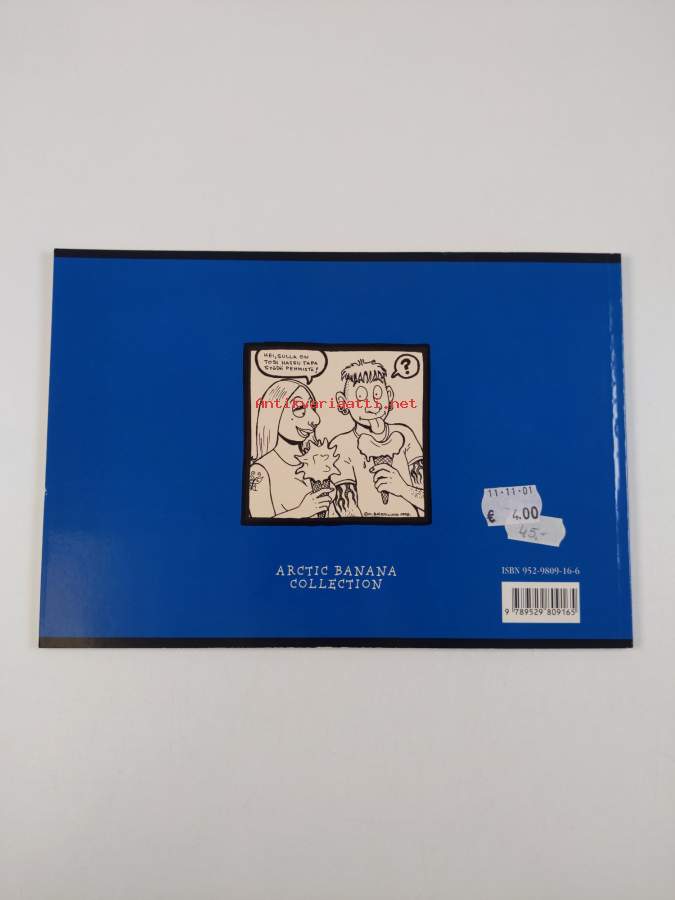 HEI, SULLA ON
TOSI HASSU TAPA
SYÖDÄ PEHMISTÄ!
?
Antikvariaatti.net
11·11·01
€ 4.00
45,-
ARCTIC BANANA
COLLECTION
ISBN 952-9809-16-6
9 789529 809165